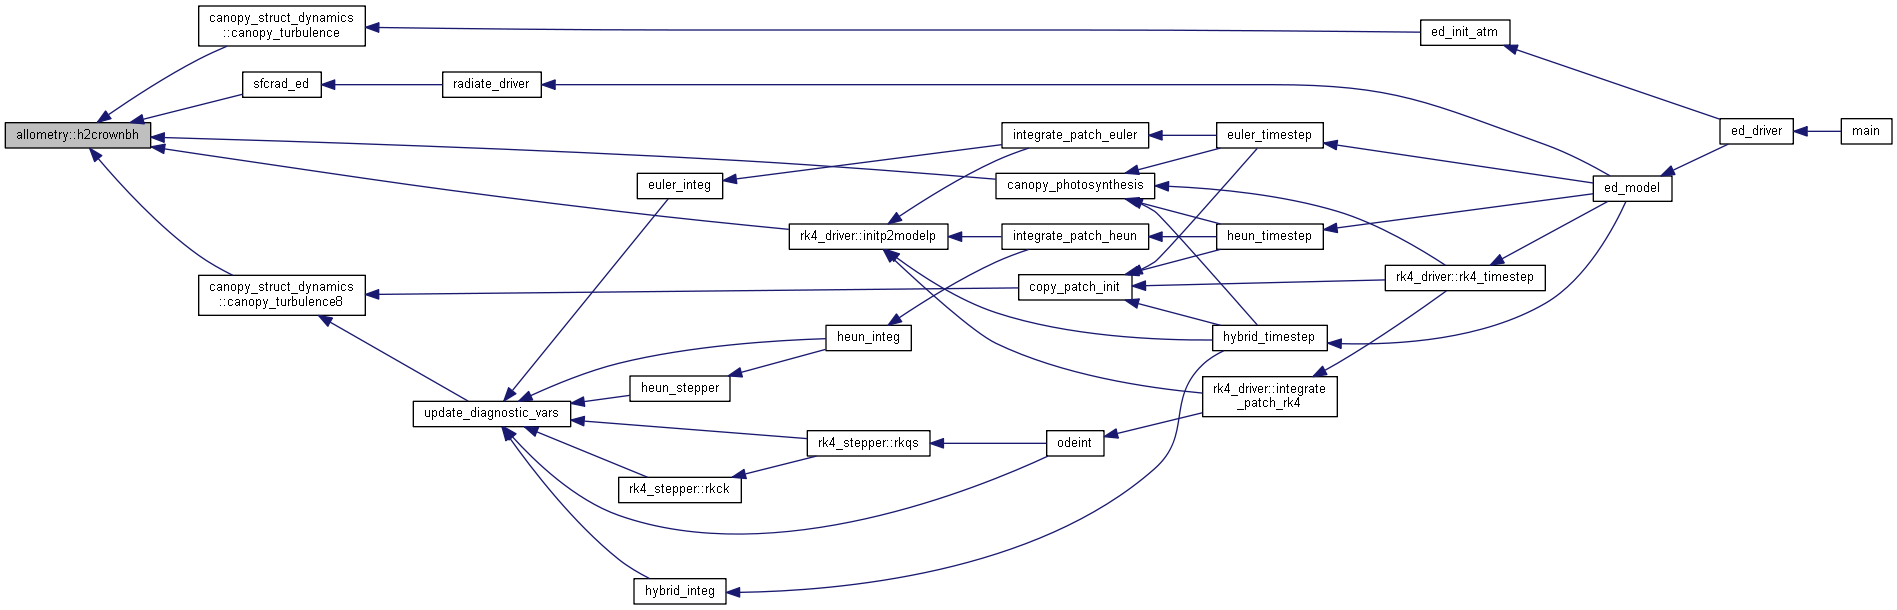 canopy_struct_dynamics
::canopy_turbulence
ed_init_atm
sfcrad_ed
radiate_driver
allometry::h2crownbh
integrate_patch_euler
euler_timestep
ed_driver
main
euler_integ
canopy_photosynthesis
ed_model
rk4_driver::initp2modelp
integrate_patch_heun
heun_timestep
canopy_struct_dynamics
::canopy_turbulence8
copy_patch_init
rk4_driver::rk4_timestep
heun_integ
hybrid_timestep
heun_stepper
rk4_driver::integrate
_patch_rk4
update_diagnostic_vars
rk4_stepper::rkqs
odeint
rk4_stepper::rkck
hybrid_integ